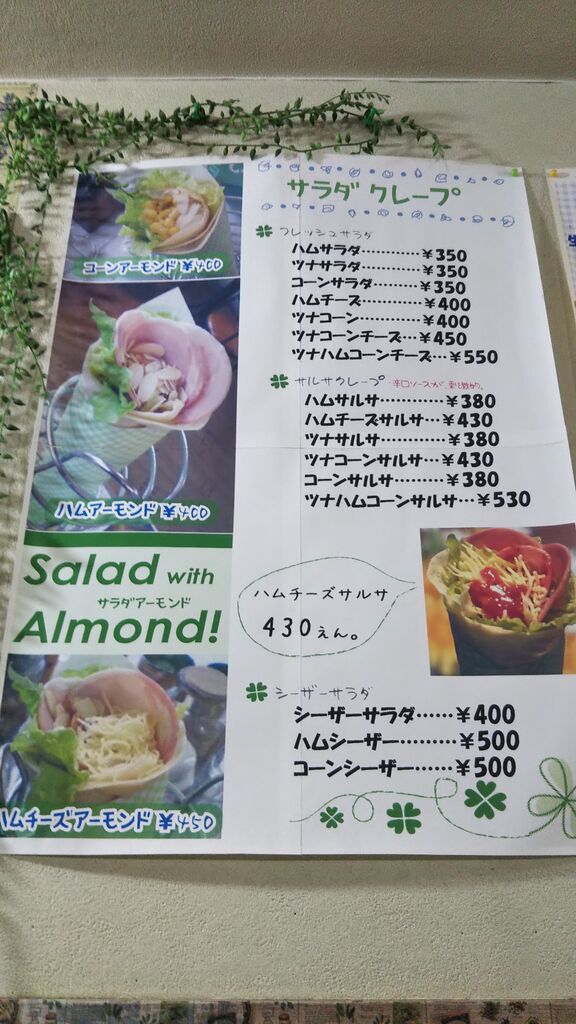 サラダ クレープ
フレッシュサラダ
ハムサラダ…………¥350
ツナサラダ…………¥350
コーンサラダ………¥350
ハムチーズ…………¥400
ツナコーン…………¥400
ツナコーンチーズ…¥450
ツナハムコーンチーズ…¥550
サルサクレープ・辛口ソースが、刺激的。
ハムサルサ…………¥380
ハムチーズサルサ…¥430
ツナサルサ…………¥380
ツナコーンサルサ…¥430
コーンサルサ………¥380
ツナハムコーンサルサ…¥530
ハムチーズサルサ
430えん。
シーザーサラダ
シーザーサラダ……¥400
ハムシーザー………¥500
コーンシーザー……¥500
コーンアーモンド ¥400
ハムアーモンド ¥400
Salad with
サラダアーモンド
Almond!
ハムチーズアーモンド ¥450